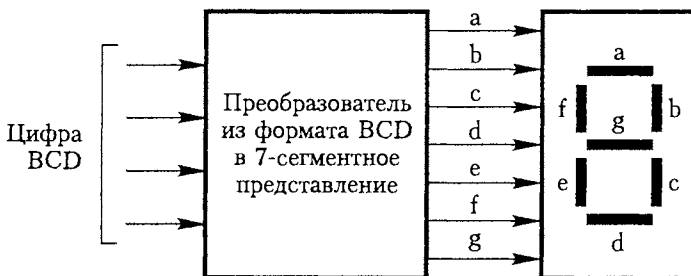 Цифра
BCD
Преобразователь
из формата BCD
в 7-сегментное
представление
a
b
c
d
e
f
g
a
f
b
g
e
c
d